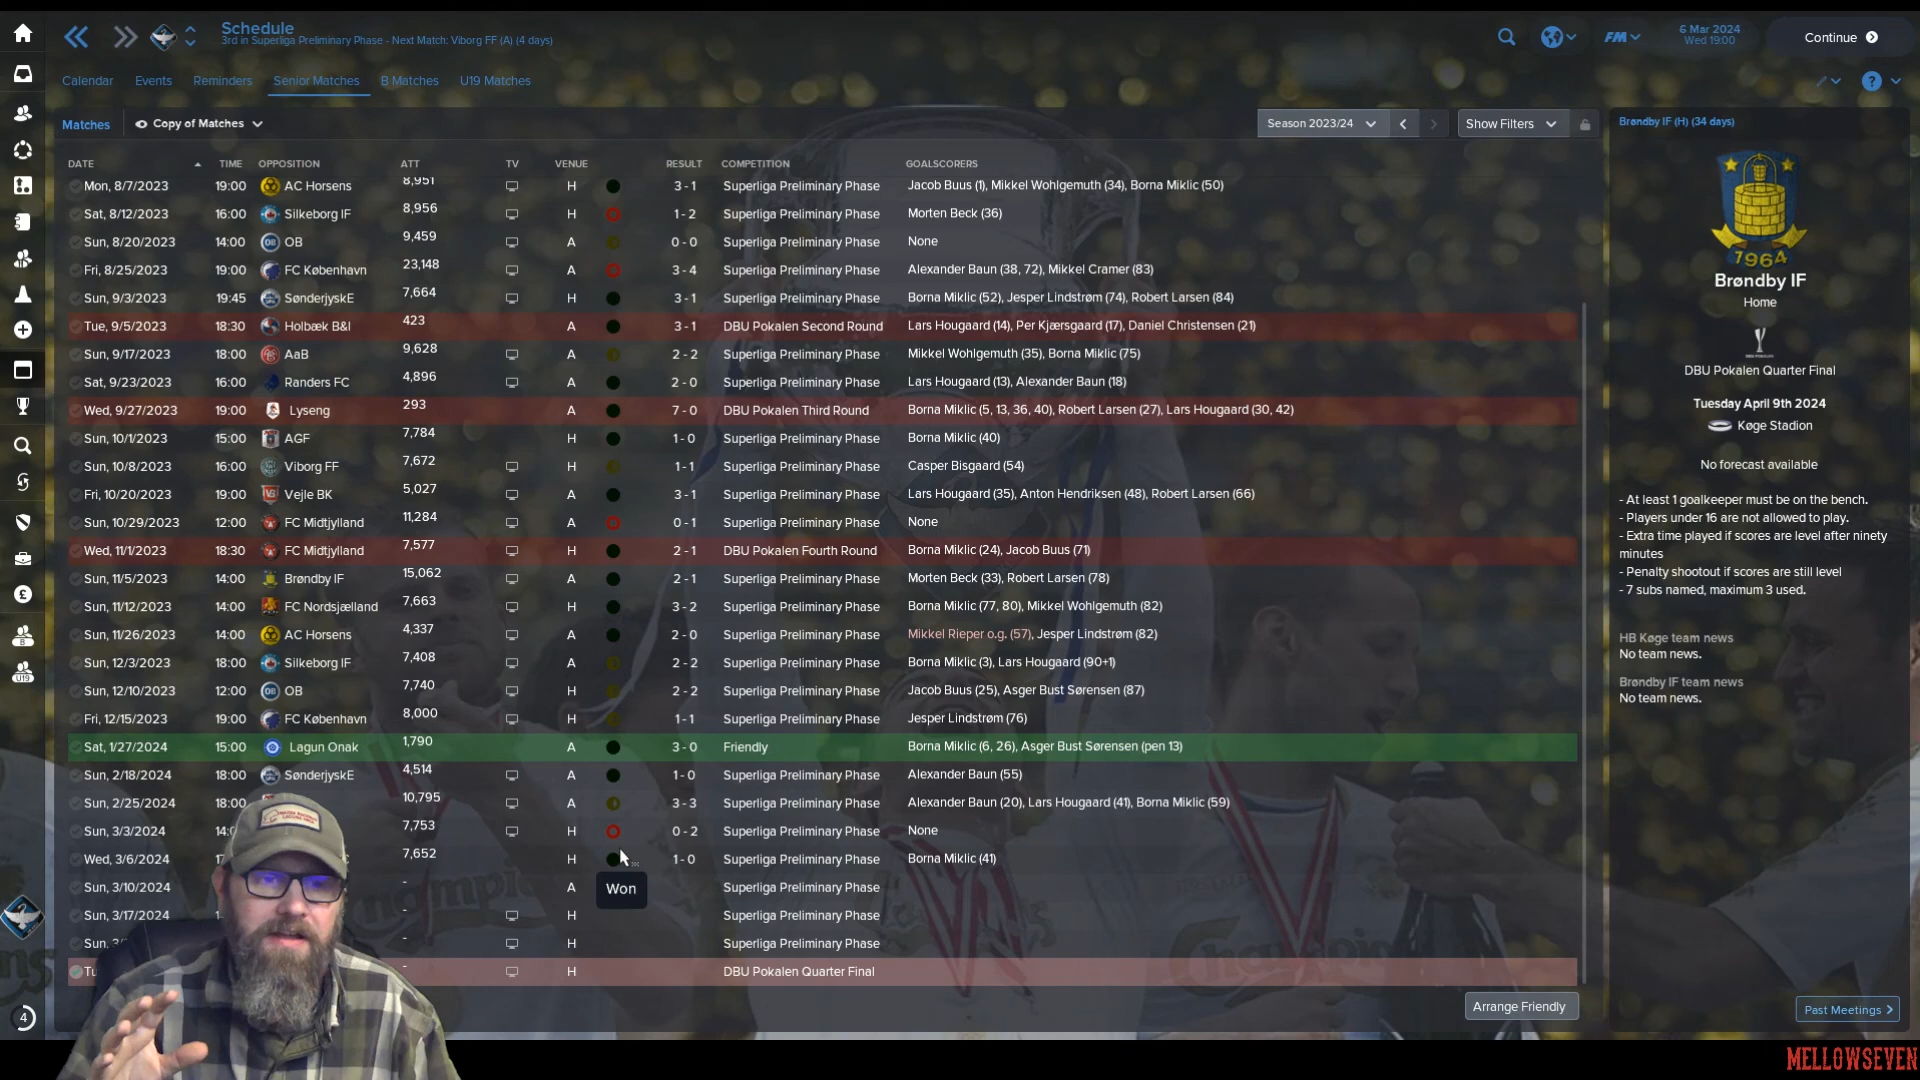 Schedule
3rd in Superliga Preliminary Phase - Next Match: Viborg FF (A) (4 days)
FM
6 Mar 2024
Wed 19:00
Continue
Calendar Events Reminders Senior Matches B Matches U19 Matches
Matches Copy of Matches Season 2023/24 Show Filters
DATE TIME OPPOSITION ATT TV VENUE RESULT COMPETITION GOALSCORERS
Mon, 8/7/2023 19:00 AC Horsens 8,951 H 3 - 1 Superliga Preliminary Phase Jacob Buus (1), Mikkel Wohlgemuth (34), Borna Miklic (50)
Sat, 8/12/2023 16:00 Silkeborg IF 8,956 H 1 - 2 Superliga Preliminary Phase Morten Beck (36)
Sun, 8/20/2023 14:00 OB 9,459 A 0 - 0 Superliga Preliminary Phase None
Fri, 8/25/2023 19:00 FC København 23,148 A 3 - 4 Superliga Preliminary Phase Alexander Baun (38, 72), Mikkel Cramer (83)
Sun, 9/3/2023 19:45 SønderjyskE 7,664 H 3 - 1 Superliga Preliminary Phase Borna Miklic (52), Jesper Lindstrøm (74), Robert Larsen (84)
Tue, 9/5/2023 18:30 Holbæk B&I 423 A 3 - 1 DBU Pokalen Second Round Lars Hougaard (14), Per Kjærsgaard (17), Daniel Christensen (21)
Sun, 9/17/2023 18:00 AaB 9,628 A 2 - 2 Superliga Preliminary Phase Mikkel Wohlgemuth (35), Borna Miklic (75)
Sat, 9/23/2023 16:00 Randers FC 4,896 A 2 - 0 Superliga Preliminary Phase Lars Hougaard (13), Alexander Baun (18)
Wed, 9/27/2023 19:00 Lyseng 293 A 7 - 0 DBU Pokalen Third Round Borna Miklic (5, 13, 36, 40), Robert Larsen (27), Lars Hougaard (30, 42)
Sun, 10/1/2023 15:00 AGF 7,784 H 1 - 0 Superliga Preliminary Phase Borna Miklic (40)
Sun, 10/8/2023 16:00 Viborg FF 7,672 H 1 - 1 Superliga Preliminary Phase Casper Bisgaard (54)
Fri, 10/20/2023 19:00 Vejle BK 5,027 A 3 - 1 Superliga Preliminary Phase Lars Hougaard (35), Anton Hendriksen (48), Robert Larsen (66)
Sun, 10/29/2023 12:00 FC Midtjylland 11,284 A 0 - 1 Superliga Preliminary Phase None
Wed, 11/1/2023 18:30 FC Midtjylland 7,577 H 2 - 1 DBU Pokalen Fourth Round Borna Miklic (24), Jacob Buus (71)
Sun, 11/5/2023 14:00 Brøndby IF 15,062 A 2 - 1 Superliga Preliminary Phase Morten Beck (33), Robert Larsen (78)
Sun, 11/12/2023 14:00 FC Nordsjælland 7,663 H 3 - 2 Superliga Preliminary Phase Borna Miklic (77, 80), Mikkel Wohlgemuth (82)
Sun, 11/26/2023 14:00 AC Horsens 4,337 A 2 - 0 Superliga Preliminary Phase Mikkel Rieper o.g. (57), Jesper Lindstrøm (82)
Sun, 12/3/2023 18:00 Silkeborg IF 7,408 A 2 - 2 Superliga Preliminary Phase Borna Miklic (3), Lars Hougaard (90+1)
Sun, 12/10/2023 12:00 OB 7,740 H 2 - 2 Superliga Preliminary Phase Jacob Buus (25), Asger Bust Sørensen (87)
Fri, 12/15/2023 19:00 FC København 8,000 H 1 - 1 Superliga Preliminary Phase Jesper Lindstrøm (76)
Sat, 1/27/2024 15:00 Lagun Onak 1,790 A 3 - 0 Friendly Borna Miklic (6, 26), Asger Bust Sørensen (pen 13)
Sun, 2/18/2024 18:00 SønderjyskE 4,514 A 1 - 0 Superliga Preliminary Phase Alexander Baun (55)
Sun, 2/25/2024 18:00 10,795 A 3 - 3 Superliga Preliminary Phase Alexander Baun (20), Lars Hougaard (41), Borna Miklic (59)
Sun, 3/3/2024 7,753 H 0 - 2 Superliga Preliminary Phase None
Wed, 3/6/2024 7,652 H 1 - 0 Superliga Preliminary Phase Borna Miklic (41)
Sun, 3/10/2024 - A Superliga Preliminary Phase
Won
Sun, 3/17/2024 - H Superliga Preliminary Phase
Sun, - H Superliga Preliminary Phase
- H DBU Pokalen Quarter Final
Arrange Friendly
Brøndby IF (H) (34 days)
1964
Brøndby IF
Home
DBU Pokalen Quarter Final
Tuesday April 9th 2024
Køge Stadion
No forecast available
- At least 1 goalkeeper must be on the bench.
- Players under 16 are not allowed to play.
- Extra time played if scores are level after ninety
minutes
- Penalty shootout if scores are still level
- 7 subs named, maximum 3 used.
HB Køge team news
No team news.
Brøndby IF team news
No team news.
Past Meetings
B
U19
4
MELLOWSEVEN